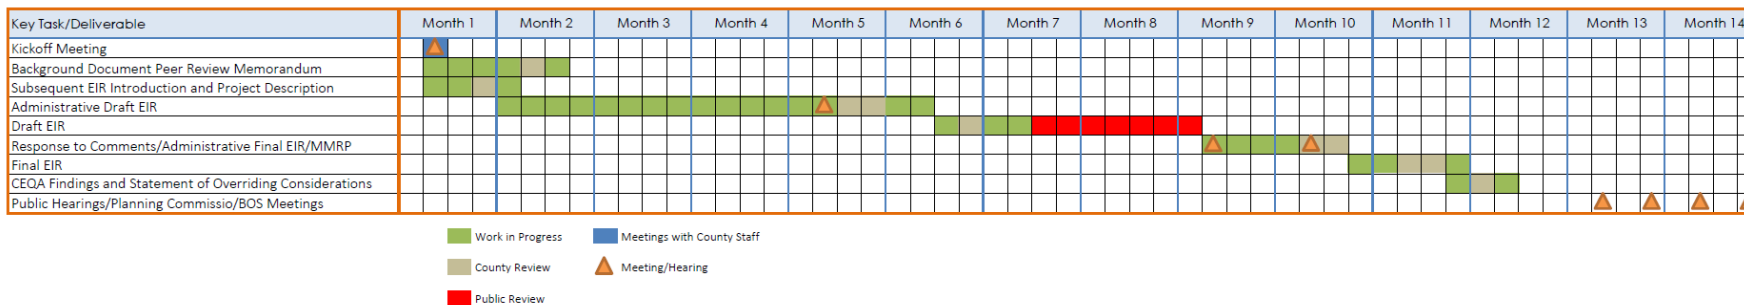 Key Task/Deliverable Month 1 Month 2 Month 3 Month 4 Month 5 Month 6 Month 7 Month 8 Month 9 Month 10 Month 11 Month 12 Month 13 Month 14
Kickoff Meeting
Background Document Peer Review Memorandum
Subsequent EIR Introduction and Project Description
Administrative Draft EIR
Draft EIR
Response to Comments/Administrative Final EIR/MMRP
Final EIR
CEQA Findings and Statement of Overriding Considerations
Public Hearings/Planning Commissio/BOS Meetings
Work in Progress Meetings with County Staff
County Review Meeting/Hearing
Public Review